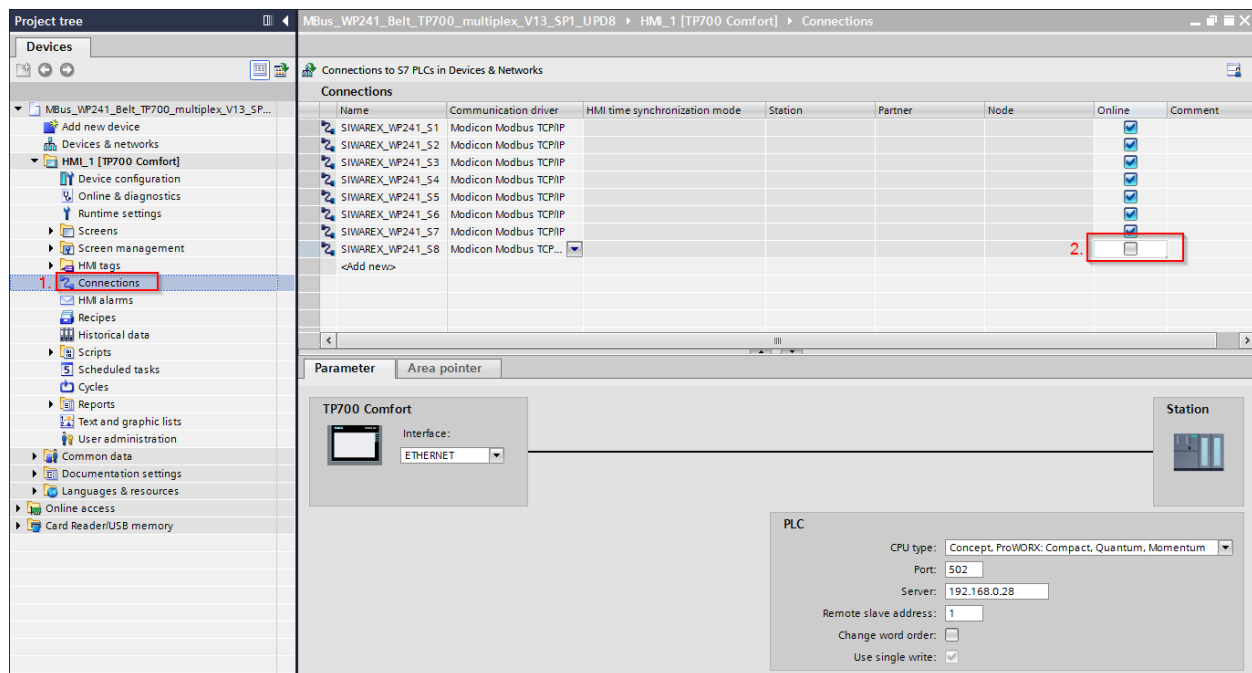 Project tree
MBus_WP241_Belt_TP700_multiplex_V13_SP1_UPD8 ▸ HMI_1 [TP700 Comfort] ▸ Connections
Devices
Connections to S7 PLCs in Devices & Networks
Connections
Name Communication driver HMI time synchronization mode Station Partner Node Online Comment
SIWAREX_WP241_S1 Modicon Modbus TCP/IP
SIWAREX_WP241_S2 Modicon Modbus TCP/IP
SIWAREX_WP241_S3 Modicon Modbus TCP/IP
SIWAREX_WP241_S4 Modicon Modbus TCP/IP
SIWAREX_WP241_S5 Modicon Modbus TCP/IP
SIWAREX_WP241_S6 Modicon Modbus TCP/IP
SIWAREX_WP241_S7 Modicon Modbus TCP/IP
SIWAREX_WP241_S8 Modicon Modbus TCP...
2.
<Add new>
MBus_WP241_Belt_TP700_multiplex_V13_SP...
Add new device
Devices & networks
HMI_1 [TP700 Comfort]
Device configuration
Online & diagnostics
Runtime settings
Screens
Screen management
HMI tags
1. Connections
HMI alarms
Recipes
Historical data
Scripts
Scheduled tasks
Cycles
Reports
Text and graphic lists
User administration
Common data
Documentation settings
Languages & resources
Online access
Card Reader/USB memory
Parameter Area pointer
TP700 Comfort
Interface:
ETHERNET
Station
PLC
CPU type: Concept, ProWORX: Compact, Quantum, Momentum
Port: 502
Server: 192.168.0.28
Remote slave address: 1
Change word order:
Use single write: